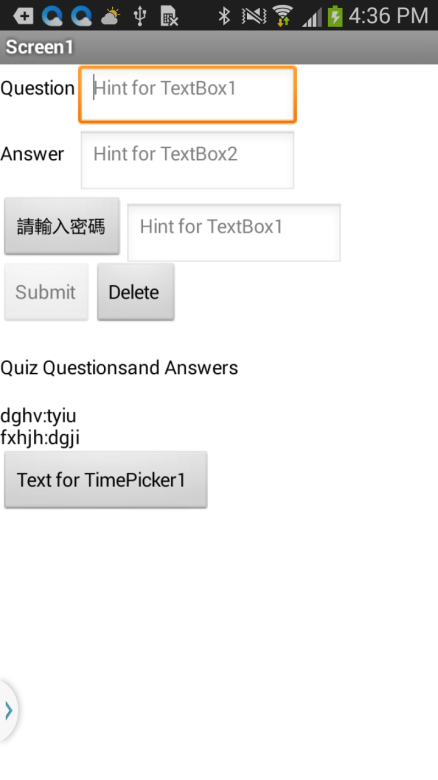 4:36 PM
Screen1
Question Hint for TextBox1
Answer Hint for TextBox2
請輸入密碼 Hint for TextBox1
Submit Delete
Quiz Questionsand Answers
dghv:tyiu
fxhjh:dgji
Text for TimePicker1